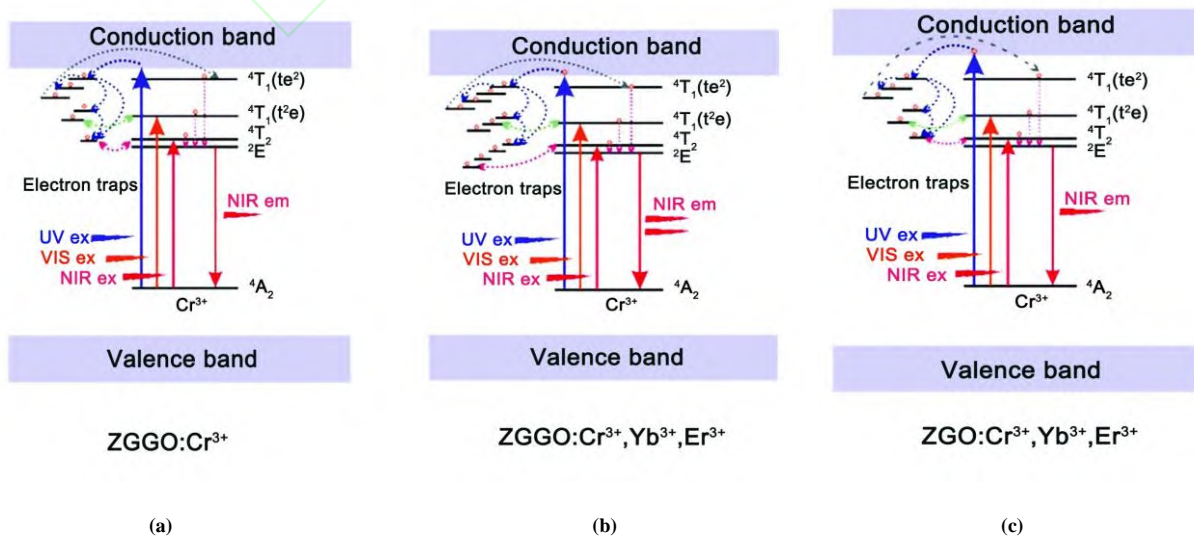 Conduction band
⁴T₁(te²)
⁴T₁(t²e)
⁴T₂
²E
Electron traps
NIR em
UV ex
VIS ex
NIR ex
⁴A₂
Cr³⁺
Valence band
ZGGO:Cr³⁺
(a)
Conduction band
⁴T₁(te²)
⁴T₁(t²e)
⁴T₂
²E
Electron traps
NIR em
UV ex
VIS ex
NIR ex
⁴A₂
Cr³⁺
Valence band
ZGGO:Cr³⁺,Yb³⁺,Er³⁺
(b)
Conduction band
⁴T₁(te²)
⁴T₁(t²e)
⁴T₂
²E
Electron traps
NIR em
UV ex
VIS ex
NIR ex
⁴A₂
Cr³⁺
Valence band
ZGO:Cr³⁺,Yb³⁺,Er³⁺
(c)